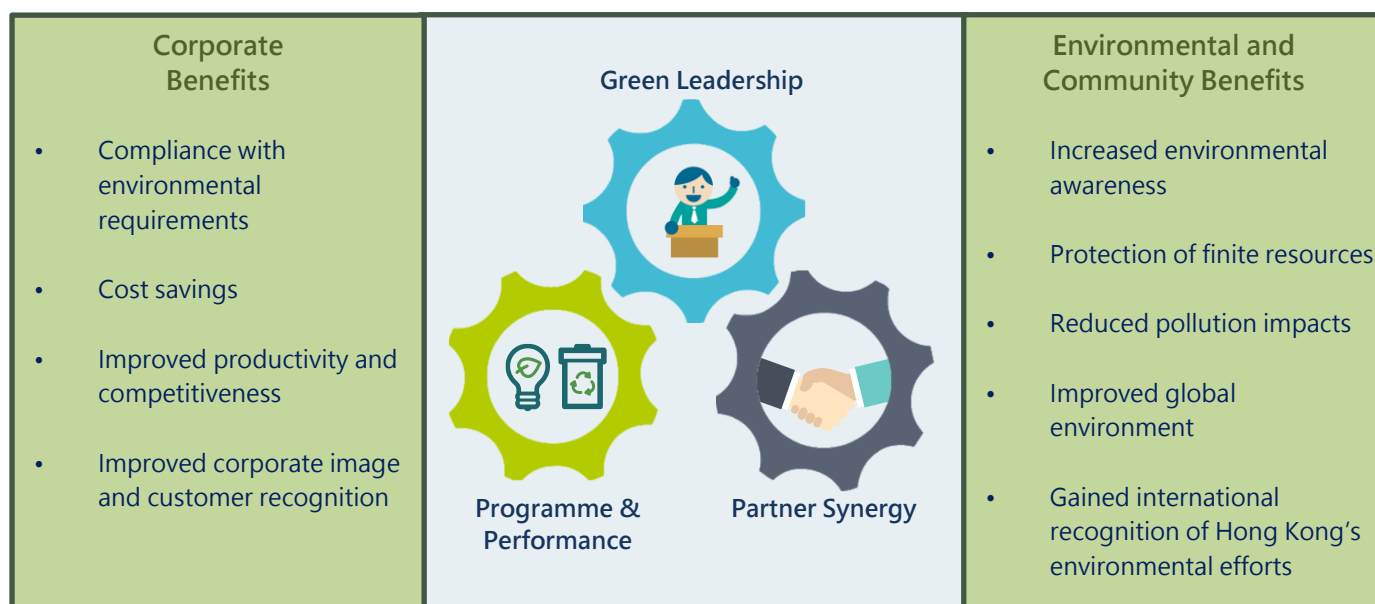 Corporate
Benefits
• Compliance with
environmental
requirements
• Cost savings
• Improved productivity and
competitiveness
• Improved corporate image
and customer recognition
Green Leadership
Programme &
Performance
Partner Synergy
Environmental and
Community Benefits
• Increased environmental
awareness
• Protection of finite resources
• Reduced pollution impacts
• Improved global
environment
• Gained international
recognition of Hong Kong’s
environmental efforts